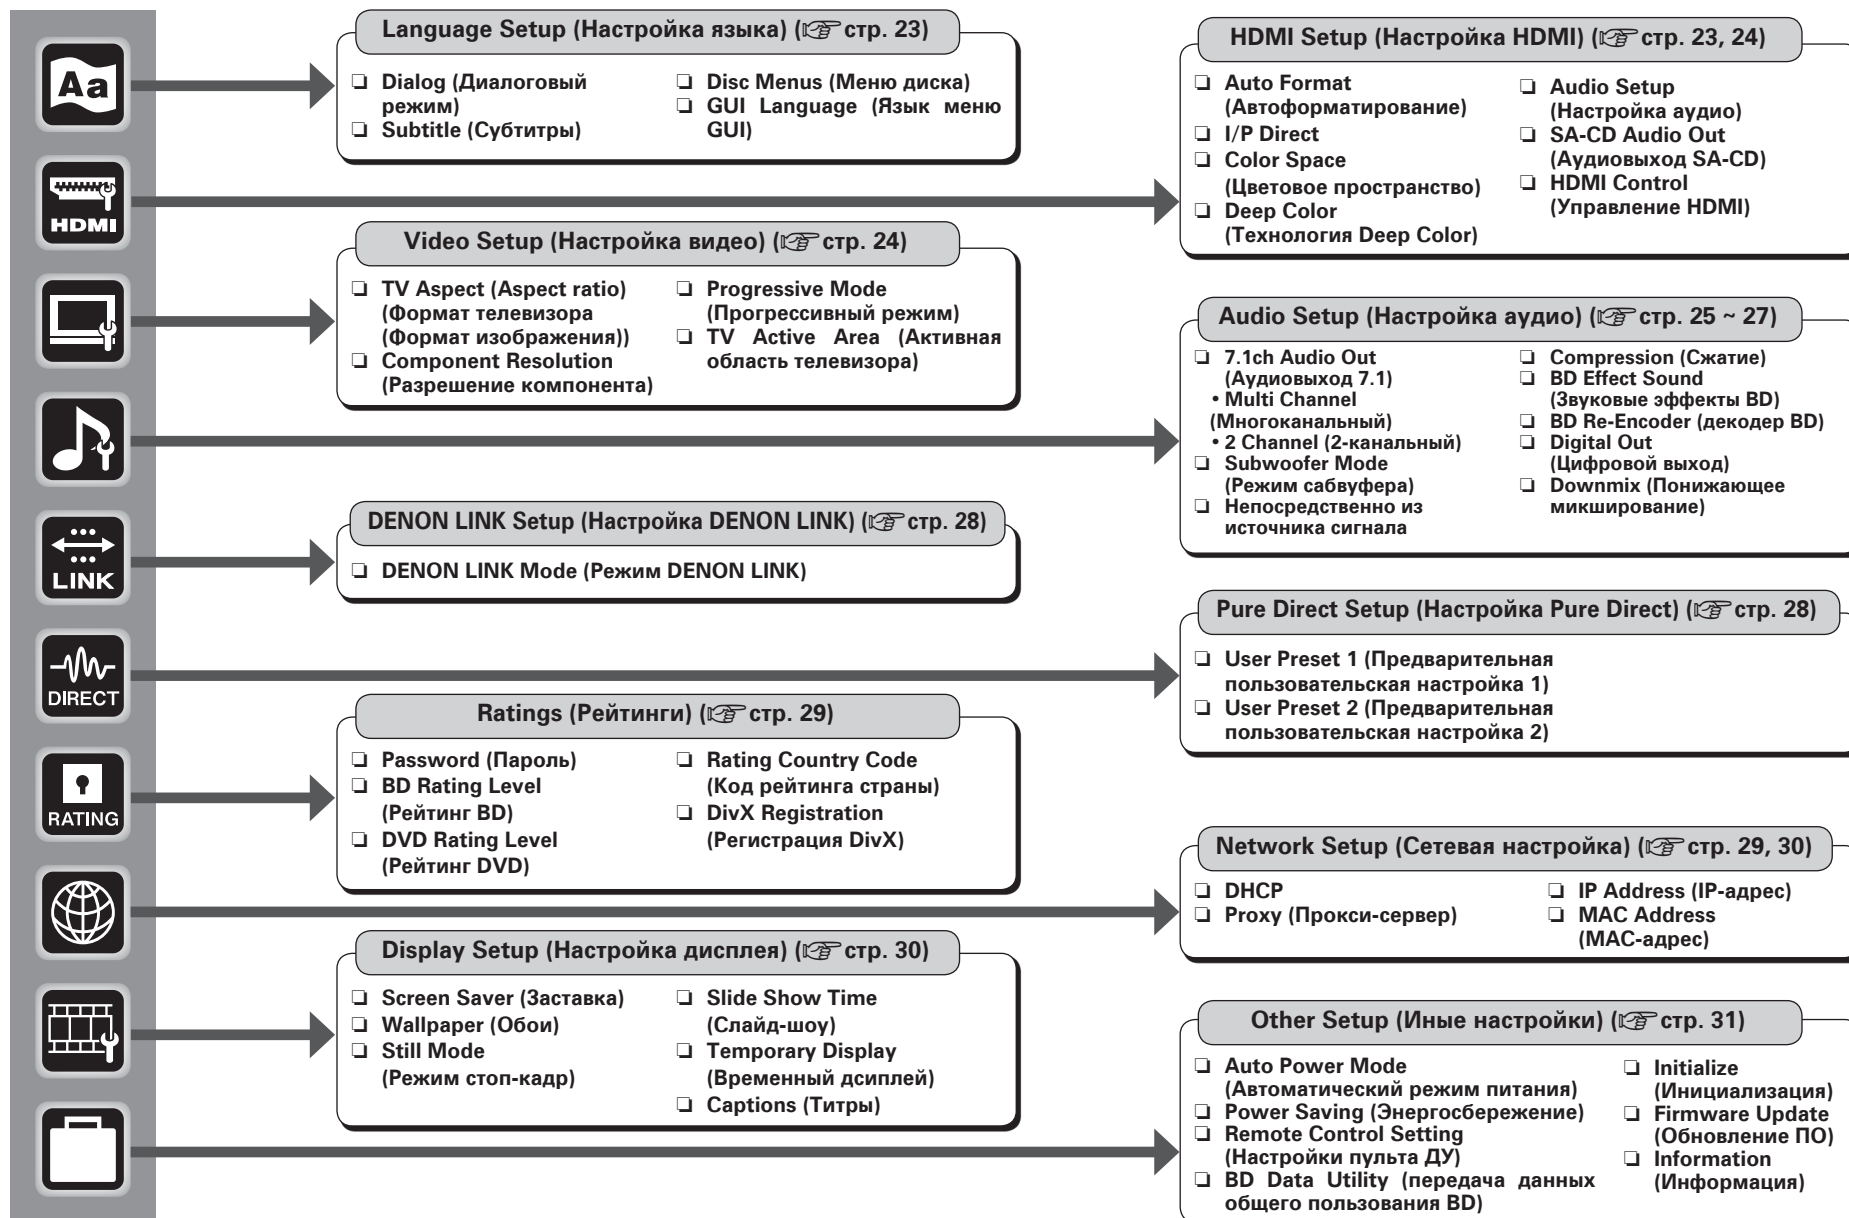 Aa
Language Setup (Настройка языка) (☞ стр. 23)
❏ Dialog (Диалоговый
режим)
❏ Subtitle (Субтитры)
❏ Disc Menus (Меню диска)
❏ GUI Language (Язык меню
GUI)
HDMI
HDMI Setup (Настройка HDMI) (☞ стр. 23, 24)
❏ Auto Format
(Автоформатирование)
❏ I/P Direct
❏ Color Space
(Цветовое пространство)
❏ Deep Color
(Технология Deep Color)
❏ Audio Setup
(Настройка аудио)
❏ SA-CD Audio Out
(Аудиовыход SA-CD)
❏ HDMI Control
(Управление HDMI)
Video Setup (Настройка видео) (☞ стр. 24)
❏ TV Aspect (Aspect ratio)
(Формат телевизора
(Формат изображения))
❏ Component Resolution
(Разрешение компонента)
❏ Progressive Mode
(Прогрессивный режим)
❏ TV Active Area (Активная
область телевизора)
Audio Setup (Настройка аудио) (☞ стр. 25 ~ 27)
❏ 7.1ch Audio Out
(Аудиовыход 7.1)
• Multi Channel
(Многоканальный)
• 2 Channel (2-канальный)
❏ Subwoofer Mode
(Режим сабвуфера)
❏ Непосредственно из
источника сигнала
❏ Compression (Сжатие)
❏ BD Effect Sound
(Звуковые эффекты BD)
❏ BD Re-Encoder (декодер BD)
❏ Digital Out
(Цифровой выход)
❏ Downmix (Понижающее
микширование)
LINK
DENON LINK Setup (Настройка DENON LINK) (☞ стр. 28)
❏ DENON LINK Mode (Режим DENON LINK)
DIRECT
Pure Direct Setup (Настройка Pure Direct) (☞ стр. 28)
❏ User Preset 1 (Предварительная
пользовательская настройка 1)
❏ User Preset 2 (Предварительная
пользовательская настройка 2)
RATING
Ratings (Рейтинги) (☞ стр. 29)
❏ Password (Пароль)
❏ BD Rating Level
(Рейтинг BD)
❏ DVD Rating Level
(Рейтинг DVD)
❏ Rating Country Code
(Код рейтинга страны)
❏ DivX Registration
(Регистрация DivX)
Network Setup (Сетевая настройка) (☞ стр. 29, 30)
❏ DHCP
❏ Proxy (Прокси-сервер)
❏ IP Address (IP-адрес)
❏ MAC Address
(MAC-адрес)
Display Setup (Настройка дисплея) (☞ стр. 30)
❏ Screen Saver (Заставка)
❏ Wallpaper (Обои)
❏ Still Mode
(Режим стоп-кадр)
❏ Slide Show Time
(Слайд-шоу)
❏ Temporary Display
(Временный дсиплей)
❏ Captions (Титры)
Other Setup (Иные настройки) (☞ стр. 31)
❏ Auto Power Mode
(Автоматический режим питания)
❏ Power Saving (Энергосбережение)
❏ Remote Control Setting
(Настройки пульта ДУ)
❏ BD Data Utility (передача данных
общего пользования BD)
❏ Initialize
(Инициализация)
❏ Firmware Update
(Обновление ПО)
❏ Information
(Информация)